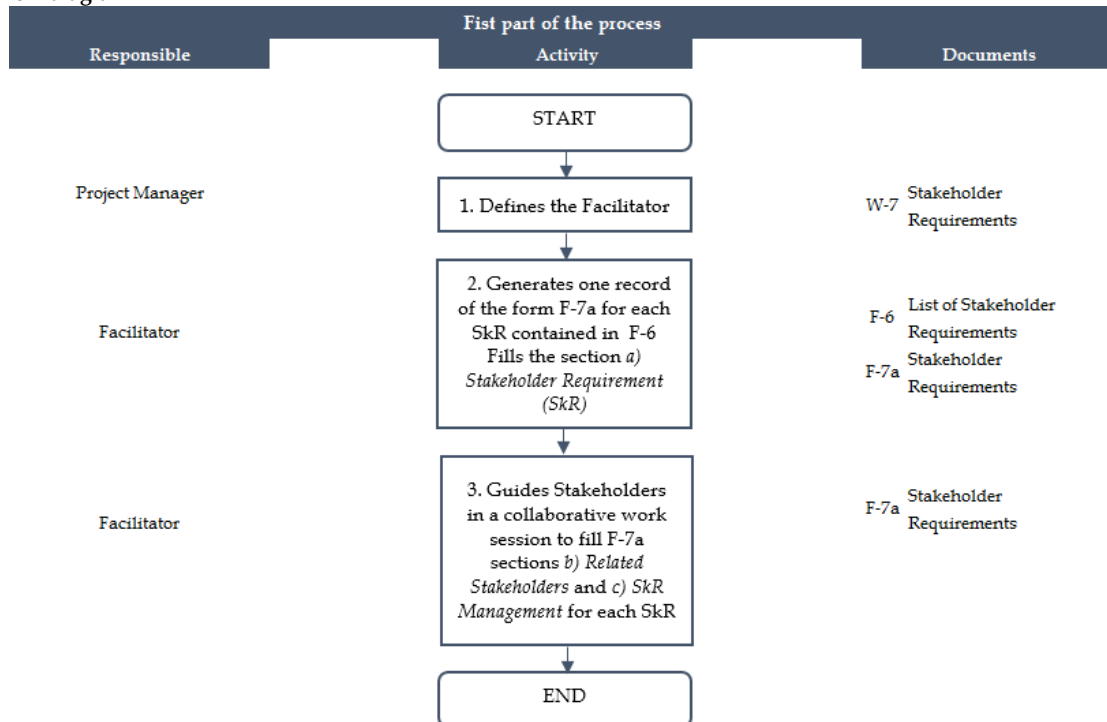 Fist part of the process
Responsible Activity Documents
START
Project Manager
1. Defines the Facilitator
W-7 Stakeholder
Requirements
Facilitator
2. Generates one record
of the form F-7a for each
SkR contained in F-6
Fills the section a)
Stakeholder Requirement
(SkR)
F-6 List of Stakeholder
Requirements
F-7a Stakeholder
Requirements
Facilitator
3. Guides Stakeholders
in a collaborative work
session to fill F-7a
sections b) Related
Stakeholders and c) SkR
Management for each SkR
F-7a Stakeholder
Requirements
END